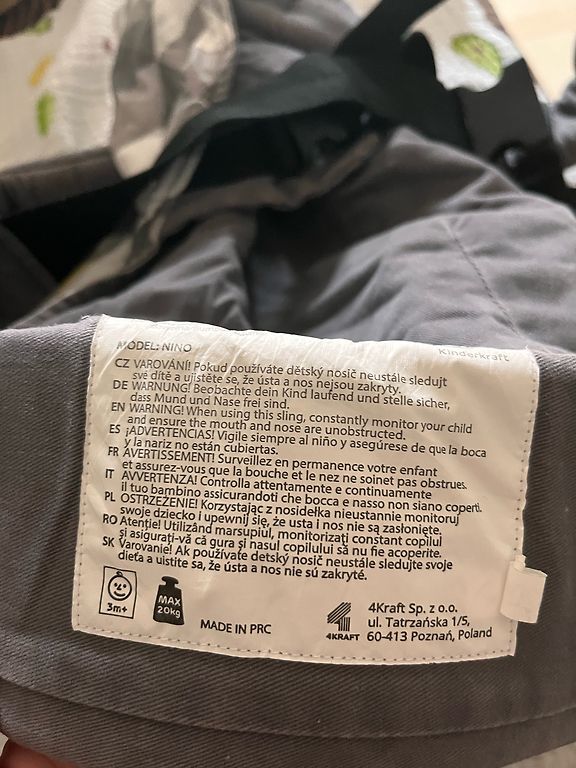 MODEL: NINO
Kinderkraft
CZ VAROVÁNÍ! Pokud používáte dětský nosič neustále sledujt
své dítě a ujistěte se, že ústa a nos nejsou zakryty.
DE WARNUNG! Beobachte dein Kind laufend und stelle sicher,
dass Mund und Nase frei sind.
EN WARNING! When using this sling, constantly monitor your child
and ensure the mouth and nose are unobstructed.
ES ¡ADVERTENCIAS! Vigile siempre al niño y asegúrese de que la boca
y la nariz no están cubiertas.
FR AVERTISSEMENT! Surveillez en permanence votre enfant
et assurez-vous que la bouche et le nez ne soinet pas obstrues.
IT AVVERTENZA! Controlla attentamente e continuamente
il tuo bambino assicurandoti che bocca e nasso non siano coperti.
PL OSTRZEŻENIE! Korzystając z nosidełka nieustannie monitoruj
swoje dziecko i upewnij się, że usta i nos nie są zasłonięte.
RO Atenție! Utilizând marsupiul, monitorizați constant copilul
și asigurați-vă că gura și nasul copilului să nu fie acoperite.
SK Varovanie! Ak používate detský nosič neustále sledujte svoje
dieťa a uistite sa, že ústa a nos nie sú zakryté.
3m+
MAX
20kg
MADE IN PRC
4KRAFT
4Kraft Sp. z o.o.
ul. Tatrzańska 1/5,
60-413 Poznań, Poland